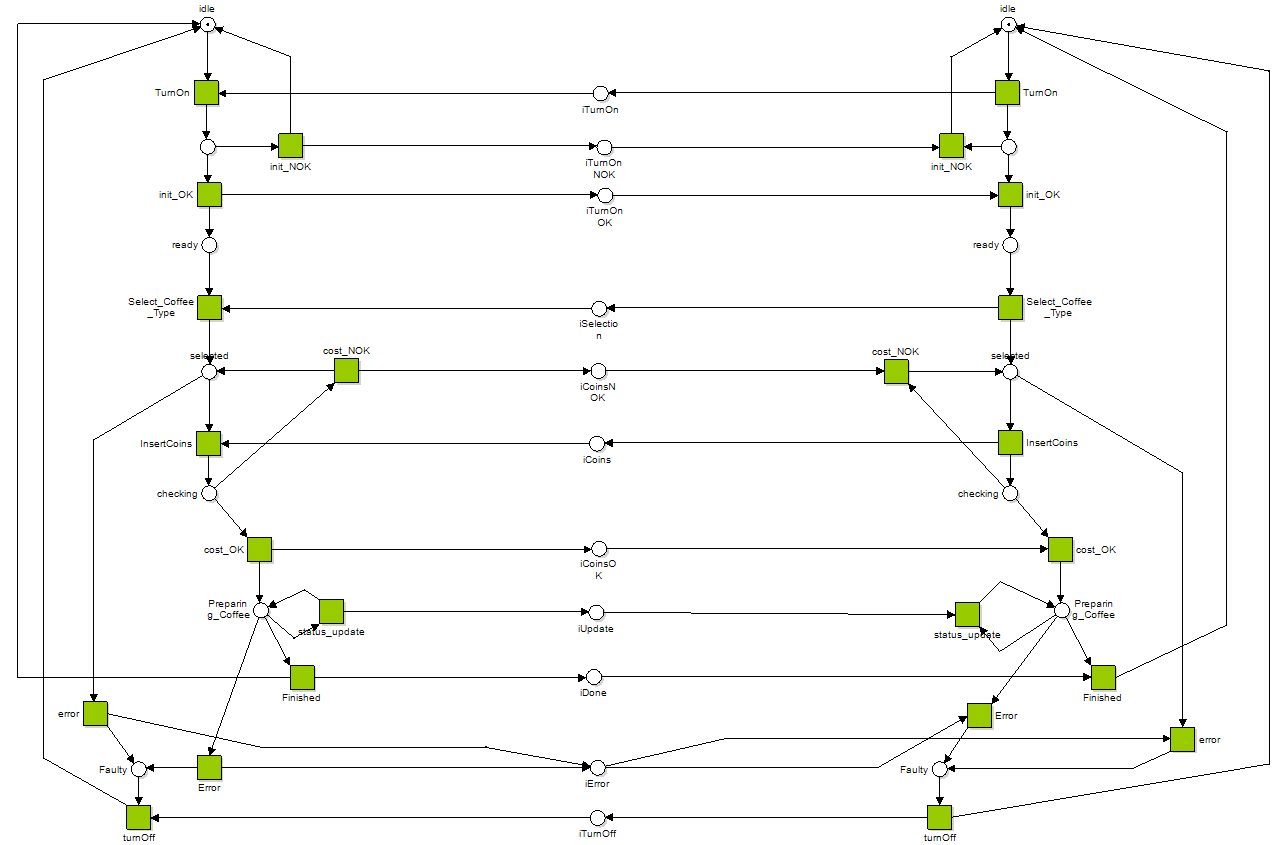 idle
idle
TurnOn
TurnOn
iTurnOn
init_NOK
iTurnOn
NOK
init_NOK
init_OK
init_OK
iTurnOn
OK
ready
ready
Select_Coffee
_Type
Select_Coffee
_Type
iSelectio
n
cost_NOK
cost_NOK
selected
selected
iCoinsN
OK
InsertCoins
InsertCoins
iCoins
checking
checking
cost_OK
cost_OK
iCoinsO
K
Preparin
g_Coffee
Preparin
g_Coffee
status_update
iUpdate
status_update
Finished
iDone
Finished
error
Error
error
Faulty
Faulty
Error
iError
iTurnOff
turnOff
turnOff